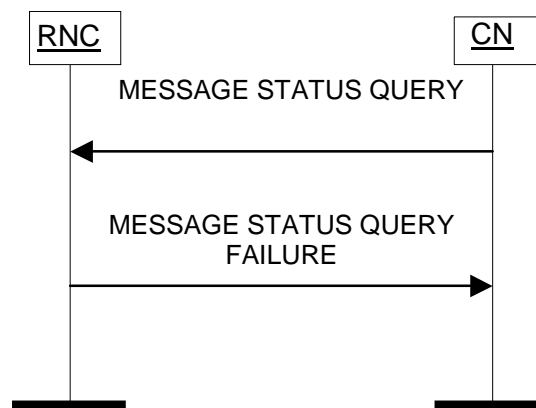 RNC
CN
MESSAGE STATUS QUERY
MESSAGE STATUS QUERY
FAILURE